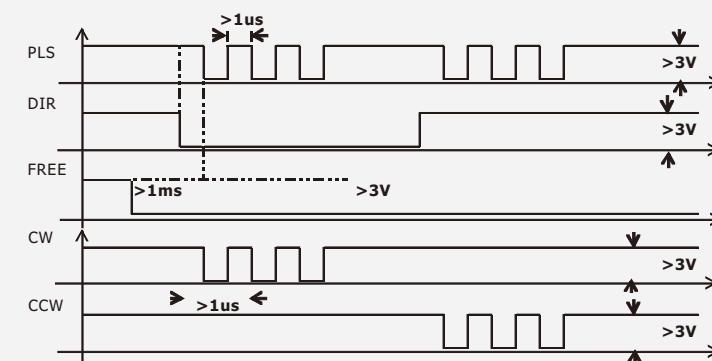 >1us
PLS
>3V
DIR
>3V
FREE
>1ms >3V
CW
>3V
>1us
CCW
>3V